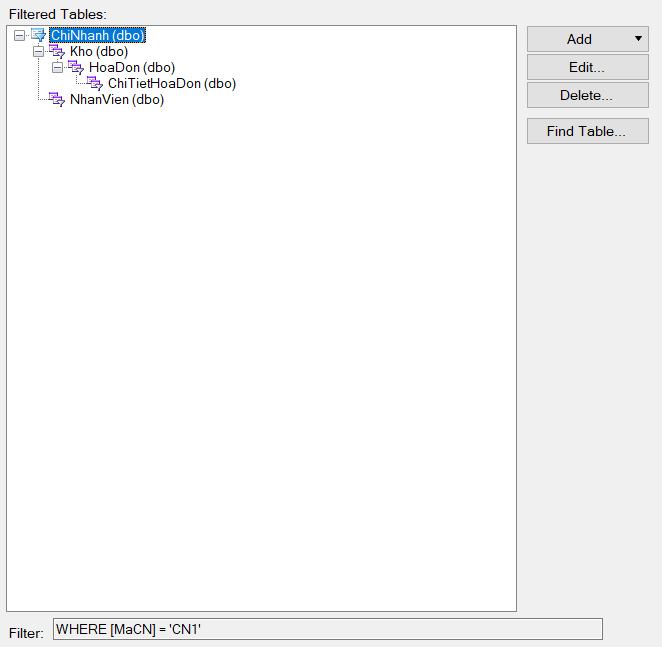 Filtered Tables:
ChiNhanh (dbo)
Kho (dbo)
HoaDon (dbo)
ChiTietHoaDon (dbo)
NhanVien (dbo)
Add
Edit...
Delete...
Find Table...
Filter: WHERE [MaCN] = 'CN1'